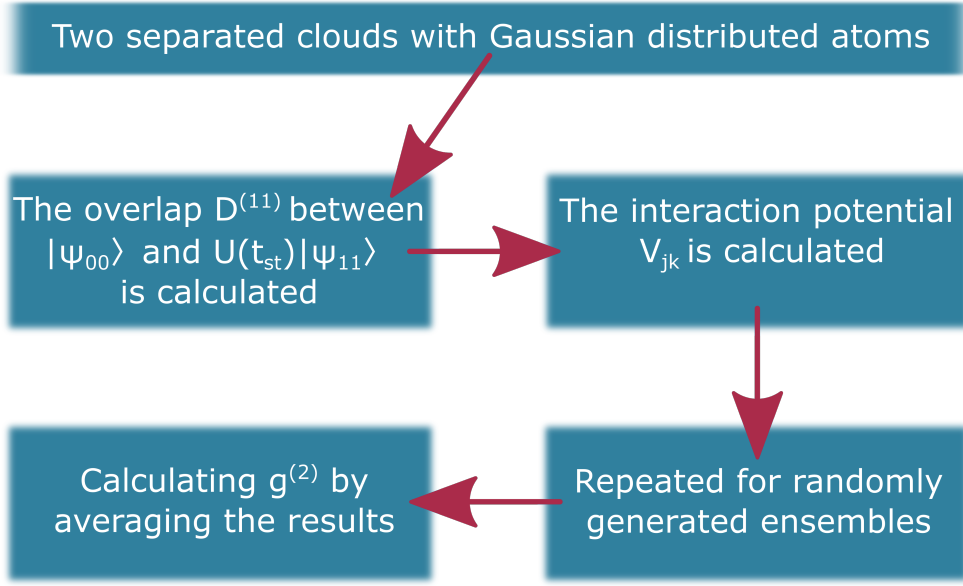 Two separated clouds with Gaussian distributed atoms
The overlap D⁽¹¹⁾ between
|ψ₀₀⟩ and U(tₛₜ)|ψ₁₁⟩
is calculated
The interaction potential
Vⱼₖ is calculated
Repeated for randomly
generated ensembles
Calculating g⁽²⁾ by
averaging the results